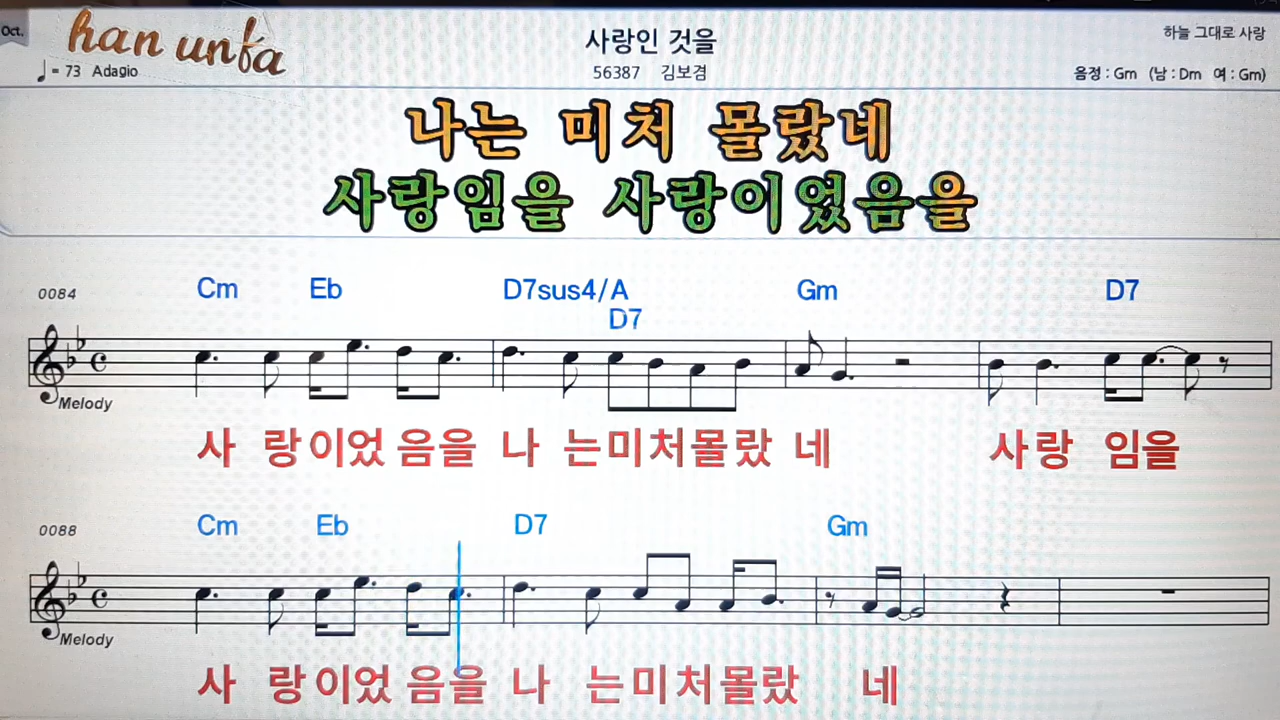 Oct.
han unba
사랑인 것을
하늘 그대로 사랑
♩= 73 Adagio
56387 김보겸
음정 : Gm (남 : Dm 여 : Gm)
나는 미처 몰랐네
사랑임을 사랑이었음을
0084 Cm Eb D7sus4/A Gm D7
D7
Melody
사 랑이었 음을 나 는미처몰랐 네 사랑 임을
0088 Cm Eb D7 Gm
Melody
사 랑이었 음을 나 는미처몰랐 네